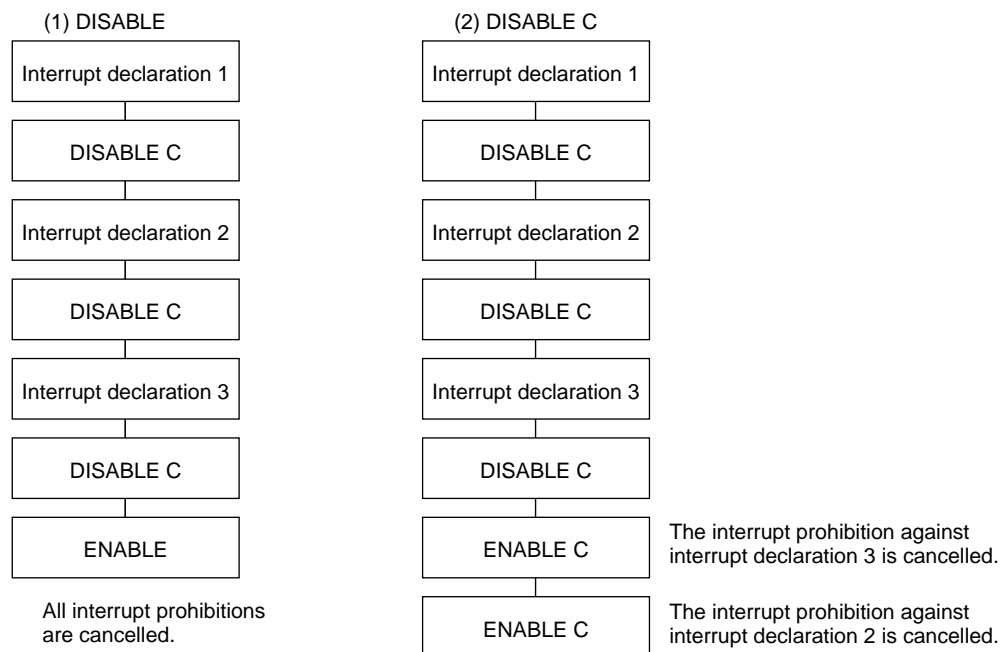 (1) DISABLE
Interrupt declaration 1
DISABLE C
Interrupt declaration 2
DISABLE C
Interrupt declaration 3
DISABLE C
ENABLE
All interrupt prohibitions
are cancelled.
(2) DISABLE C
Interrupt declaration 1
DISABLE C
Interrupt declaration 2
DISABLE C
Interrupt declaration 3
DISABLE C
ENABLE C
The interrupt prohibition against
interrupt declaration 3 is cancelled.
ENABLE C
The interrupt prohibition against
interrupt declaration 2 is cancelled.